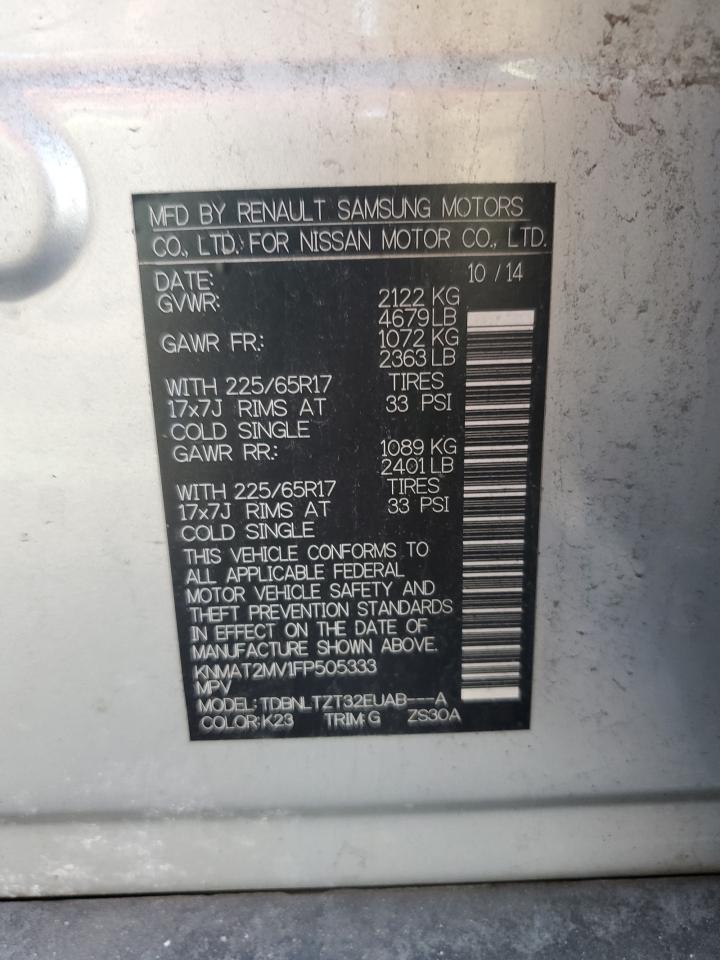 MFD BY RENAULT SAMSUNG MOTORS
CO., LTD. FOR NISSAN MOTOR CO., LTD.
DATE: 10 / 14
GVWR: 2122 KG
4679 LB
GAWR FR.: 1072 KG
2363 LB
WITH 225/65R17 TIRES
17x7J RIMS AT 33 PSI
COLD SINGLE
GAWR RR.: 1089 KG
2401 LB
WITH 225/65R17 TIRES
17x7J RIMS AT 33 PSI
COLD SINGLE
THIS VEHICLE CONFORMS TO
ALL APPLICABLE FEDERAL
MOTOR VEHICLE SAFETY AND
THEFT PREVENTION STANDARDS
IN EFFECT ON THE DATE OF
MANUFACTURE SHOWN ABOVE.
KNMAT2MV1FP505333
MPV
MODEL: TDBNLTZT32EUAB---A
COLOR: K23 TRIM: G ZS30A